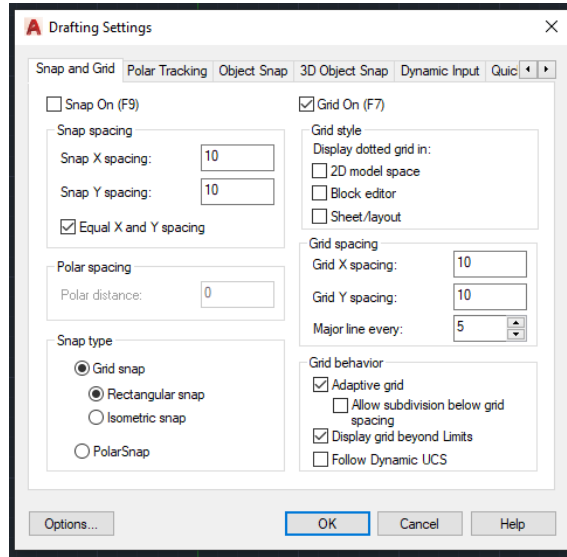 Drafting Settings
Snap and Grid
Polar Tracking
Object Snap
3D Object Snap
Dynamic Input
Quic
Snap On (F9)
Snap spacing
Snap X spacing: 10
Snap Y spacing: 10
Equal X and Y spacing
Polar spacing
Polar distance: 0
Snap type
Grid snap
Rectangular snap
Isometric snap
PolarSnap
Grid On (F7)
Grid style
Display dotted grid in:
2D model space
Block editor
Sheet/layout
Grid spacing
Grid X spacing: 10
Grid Y spacing: 10
Major line every: 5
Grid behavior
Adaptive grid
Allow subdivision below grid
spacing
Display grid beyond Limits
Follow Dynamic UCS
Options...
OK
Cancel
Help